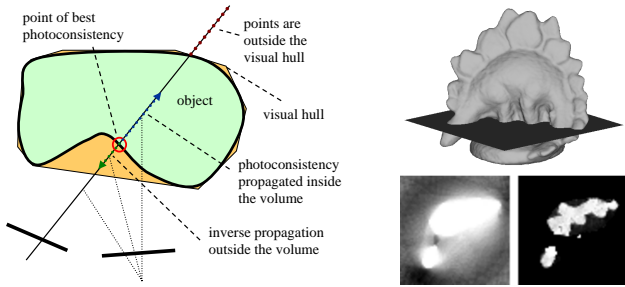 point of best
photoconsistency
points are
outside the
visual hull
object
visual hull
photoconsistency
propagated inside
the volume
inverse propagation
outside the volume